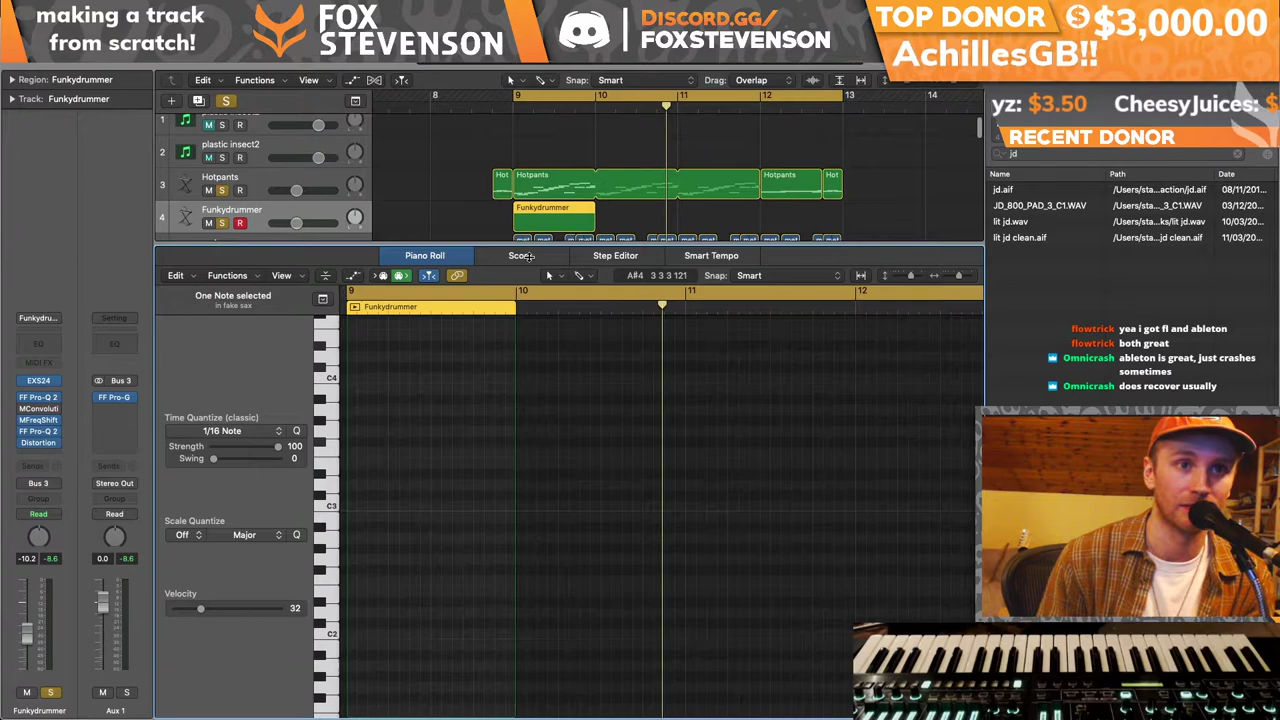 making a track
from scratch!
FOX
STEVENSON
DISCORD.GG/
FOXSTEVENSON
TOP DONOR
$3,000.00
AchillesGB!!
yz: $3.50 CheesyJuices:
RECENT DONOR
jd
Name Path
jd.aif /Users/sta...action/jd.aif 08/11/201...
JD_800_PAD_3_C1.WAV /Users/sta..._3_C1.WAV 03/12/20...
lit jd.wav /Users/sta...ks/lit jd.wav 10/03/20...
lit jd clean.aif /Users/sta...jd clean.aif 11/03/20...
flowtrick yea i got fl and ableton
flowtrick both great
Omnicrash ableton is great, just crashes
sometimes
Omnicrash does recover usually
Region: Funkydrummer
Track: Funkydrummer
Edit Functions View
Snap: Smart
Drag: Overlap
S
8 9 10 11 12 13 14
1
M S R
2 plastic insect2
M S R
3 Hotpants
M S R
4 Funkydrummer
M S R
Hot Hotpants Hotpants Hot
Funkydrummer
Piano Roll Score Step Editor Smart Tempo
Edit Functions View
A#4 3 3 3 121
Snap: Smart
One Note selected
in fake sax
9 10 11 12
Funkydrummer
C4
C3
C2
Time Quantize (classic)
1/16 Note Q
Strength 100
Swing 0
Scale Quantize
Off Major Q
Velocity 32
Funkydru... Setting
EQ EQ
MIDI FX
EXS24 Bus 3
FF Pro-Q 2 FF Pro-G
MConvoluti
MFreqShift
FF Pro-Q 2
Distortion
Sends Sends
Bus 3 Stereo Out
Group Group
Read Read
-10.2 -8.6 0.0 -8.6
M S M S
Funkydrummer Aux 1